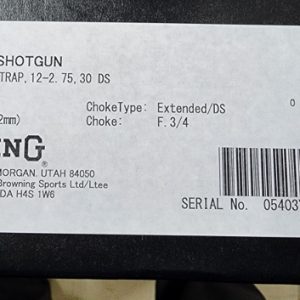 SHOTGUN
TRAP, 12-2.75, 30 DS
ChokeType: Extended/DS
2mm) Choke: F. 3/4
NG
MORGAN, UTAH 84050
Browning Sports Ltd/Ltee
DA H4S 1W6
SERIAL No. 05403